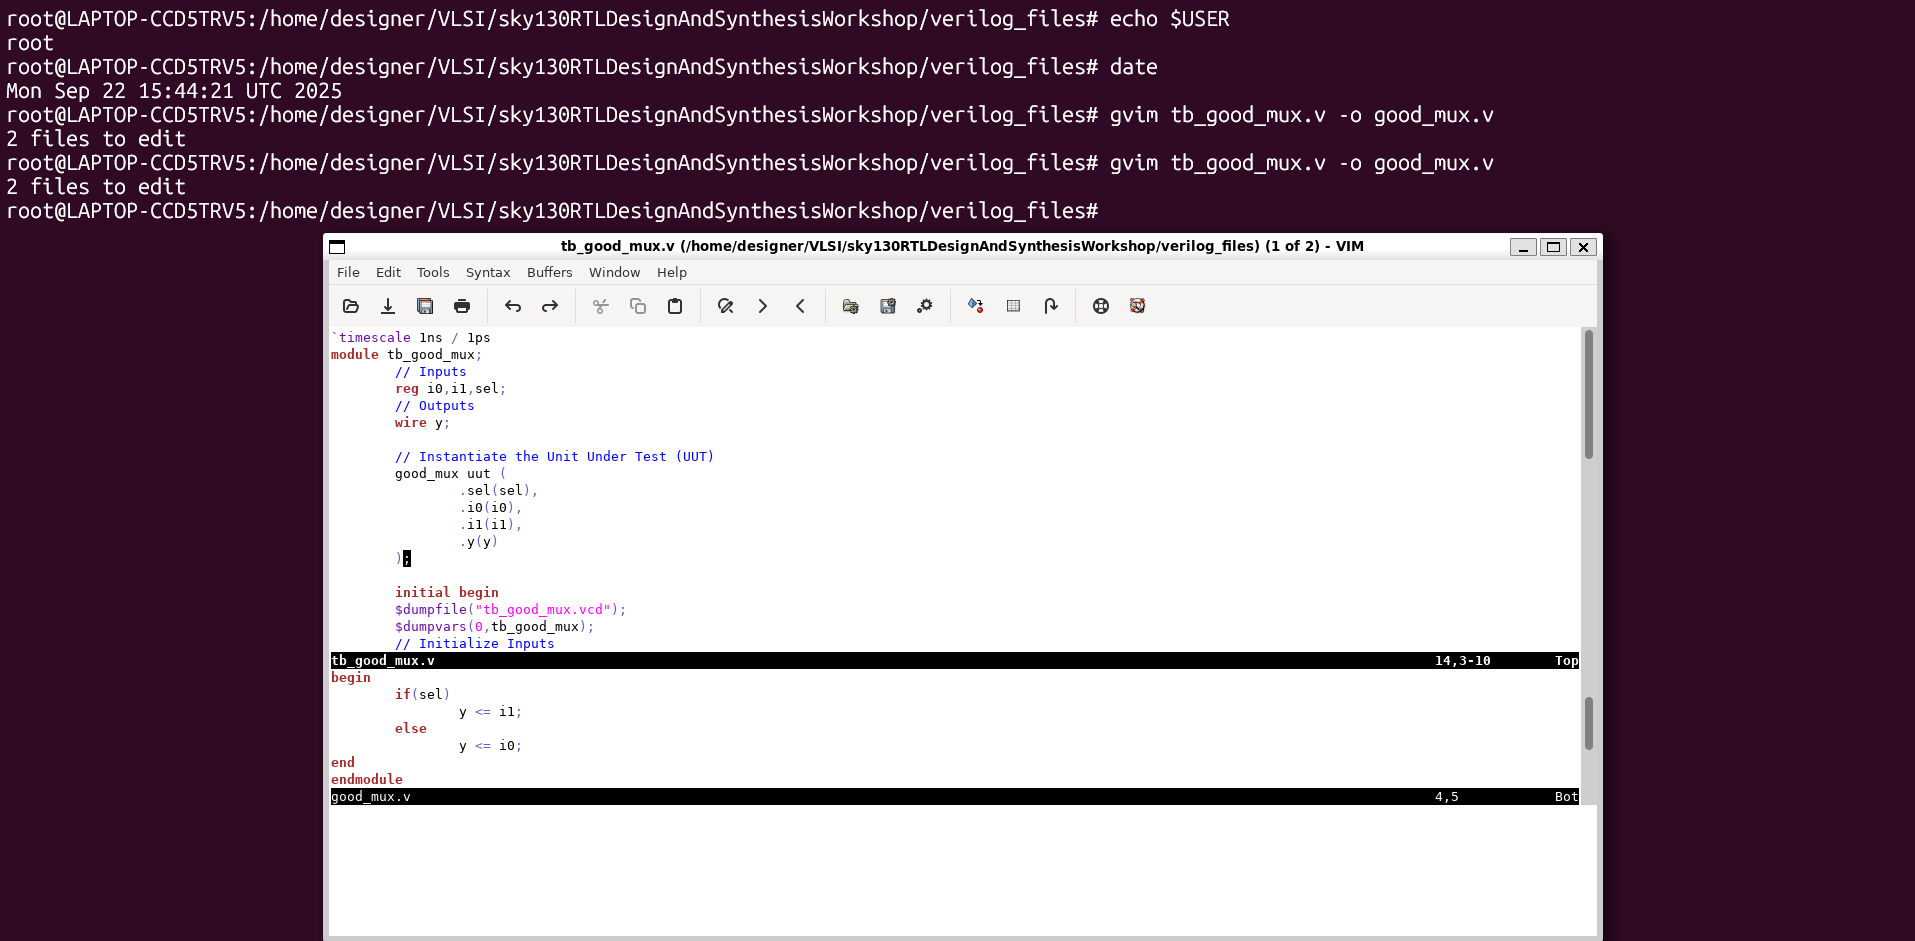 root@LAPTOP-CCD5TRV5:/home/designer/VLSI/sky130RTLDesignAndSynthesisWorkshop/verilog_files# echo $USER
root
root@LAPTOP-CCD5TRV5:/home/designer/VLSI/sky130RTLDesignAndSynthesisWorkshop/verilog_files# date
Mon Sep 22 15:44:21 UTC 2025
root@LAPTOP-CCD5TRV5:/home/designer/VLSI/sky130RTLDesignAndSynthesisWorkshop/verilog_files# gvim tb_good_mux.v -o good_mux.v
2 files to edit
root@LAPTOP-CCD5TRV5:/home/designer/VLSI/sky130RTLDesignAndSynthesisWorkshop/verilog_files# gvim tb_good_mux.v -o good_mux.v
2 files to edit
root@LAPTOP-CCD5TRV5:/home/designer/VLSI/sky130RTLDesignAndSynthesisWorkshop/verilog_files#
tb_good_mux.v (/home/designer/VLSI/sky130RTLDesignAndSynthesisWorkshop/verilog_files) (1 of 2) - VIM
File Edit Tools Syntax Buffers Window Help
`timescale 1ns / 1ps
module tb_good_mux;
// Inputs
reg i0,i1,sel;
// Outputs
wire y;
// Instantiate the Unit Under Test (UUT)
good_mux uut (
.sel(sel),
.i0(i0),
.i1(i1),
.y(y)
);
initial begin
$dumpfile("tb_good_mux.vcd");
$dumpvars(0,tb_good_mux);
// Initialize Inputs
tb_good_mux.v 14,3-10 Top
begin
if(sel)
y <= i1;
else
y <= i0;
end
endmodule
good_mux.v 4,5 Bot